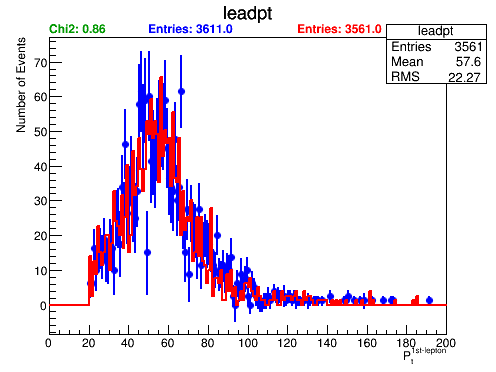 leadpt
Chi2: 0.86 Entries: 3611.0 Entries: 3561.0
leadpt
Entries 3561
Mean 57.6
RMS 22.27
Number of Events
70
60
50
40
30
20
10
0
0 20 40 60 80 100 120 140 160 180 200
P_t^1st-lepton